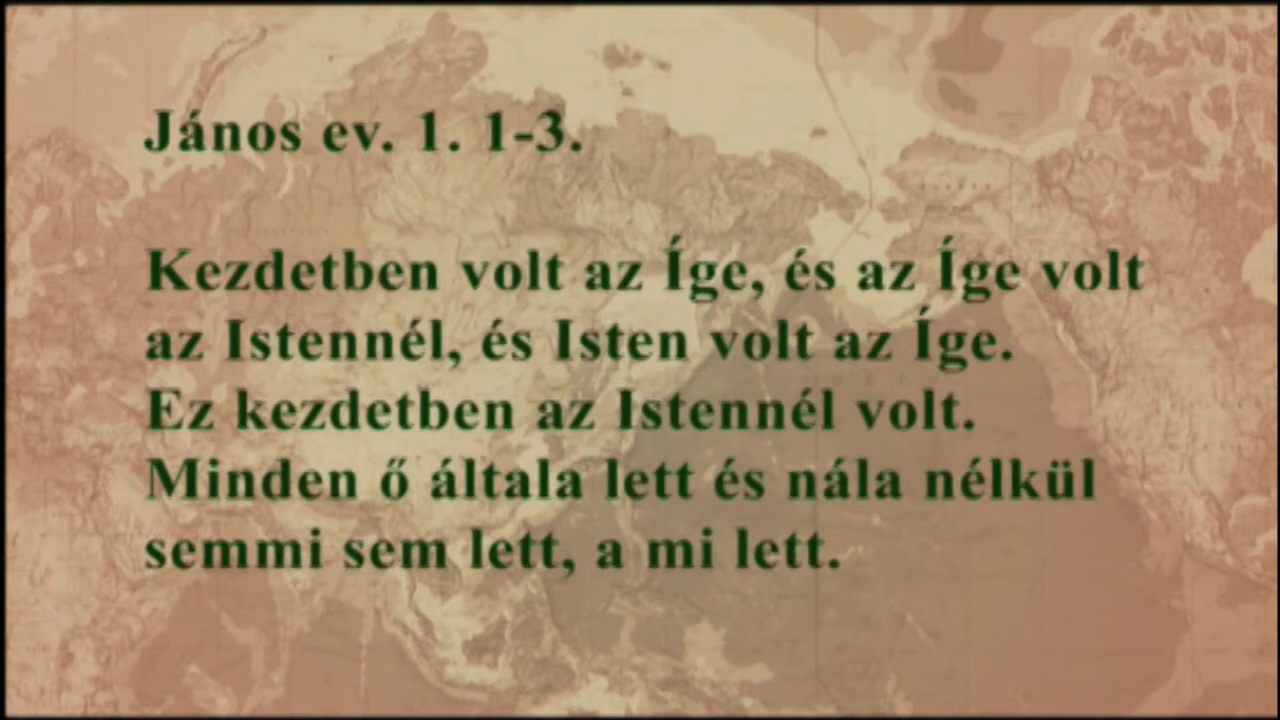 János ev. 1. 1-3.
Kezdetben volt az Íge, és az Íge volt
az Istennél, és Isten volt az Íge.
Ez kezdetben az Istennél volt.
Minden ő általa lett és nála nélkül
semmi sem lett, a mi lett.